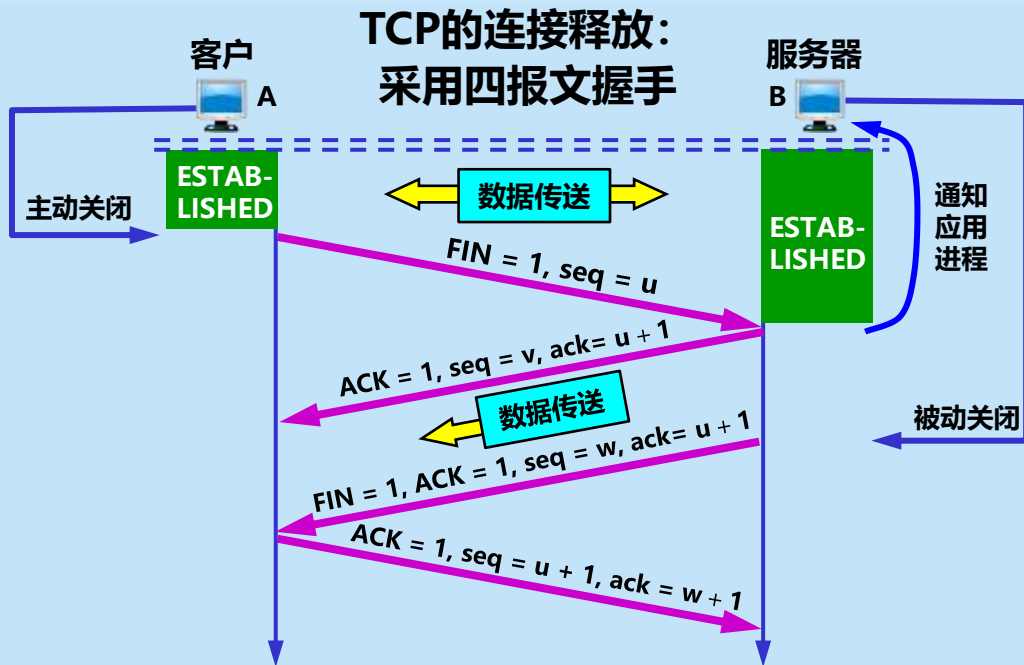 TCP的连接释放：
采用四报文握手
客户
A
服务器
B
ESTAB-
LISHED
主动关闭
数据传送
ESTAB-
LISHED
通知
应用
进程
FIN = 1, seq = u
ACK = 1, seq = v, ack= u + 1
数据传送
被动关闭
FIN = 1, ACK = 1, seq = w, ack= u + 1
ACK = 1, seq = u + 1, ack = w + 1